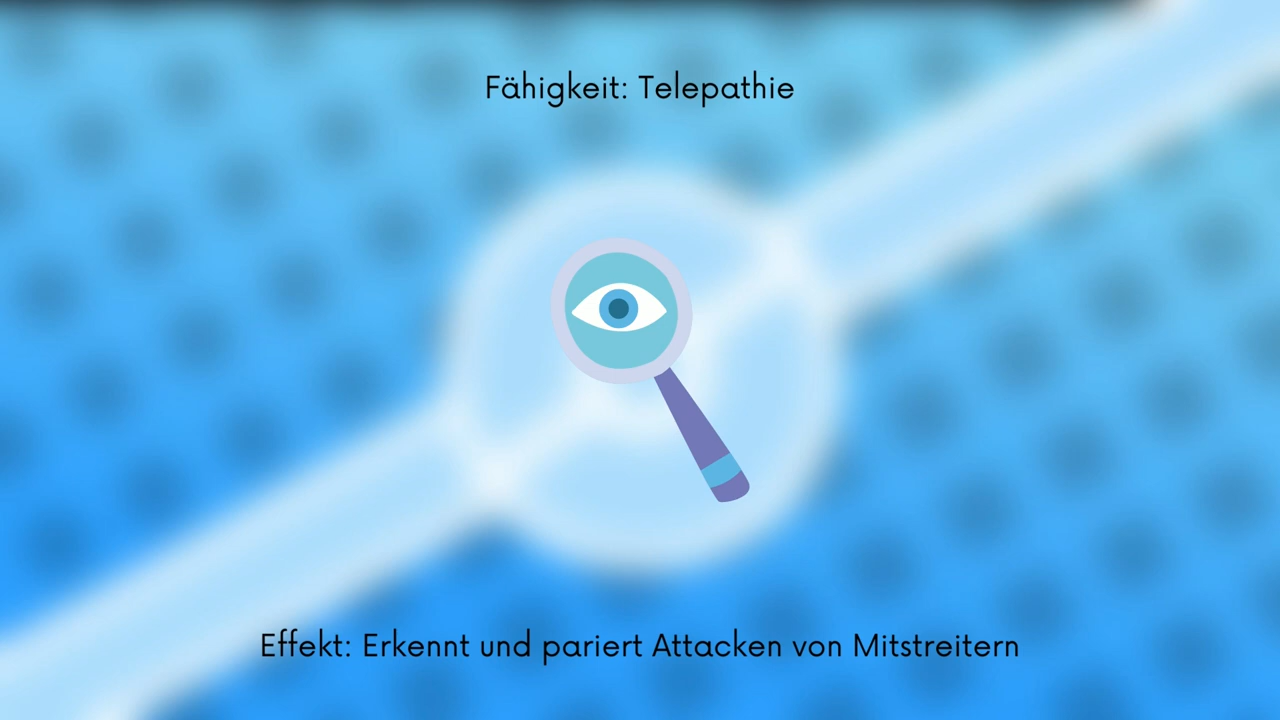 Fähigkeit: Telepathie
Effekt: Erkennt und pariert Attacken von Mitstreitern